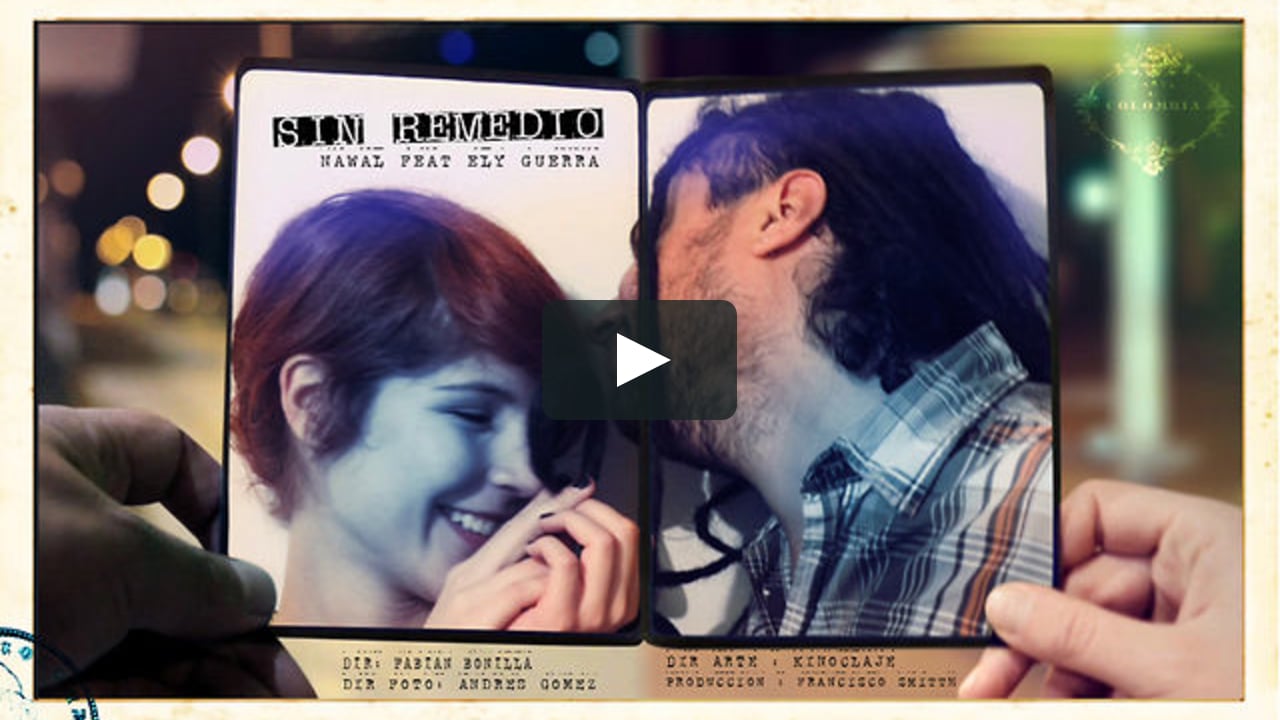 SIN REMEDIO
NAWAL FEAT ELY GUERRA
COLOMBIA
DIR: FABIAN BONILLA
DIR FOTO: ANDRES GOMEZ
DIR ARTE : KINOCLAJE
PRODUCCION : FRANCISCO SMITTH